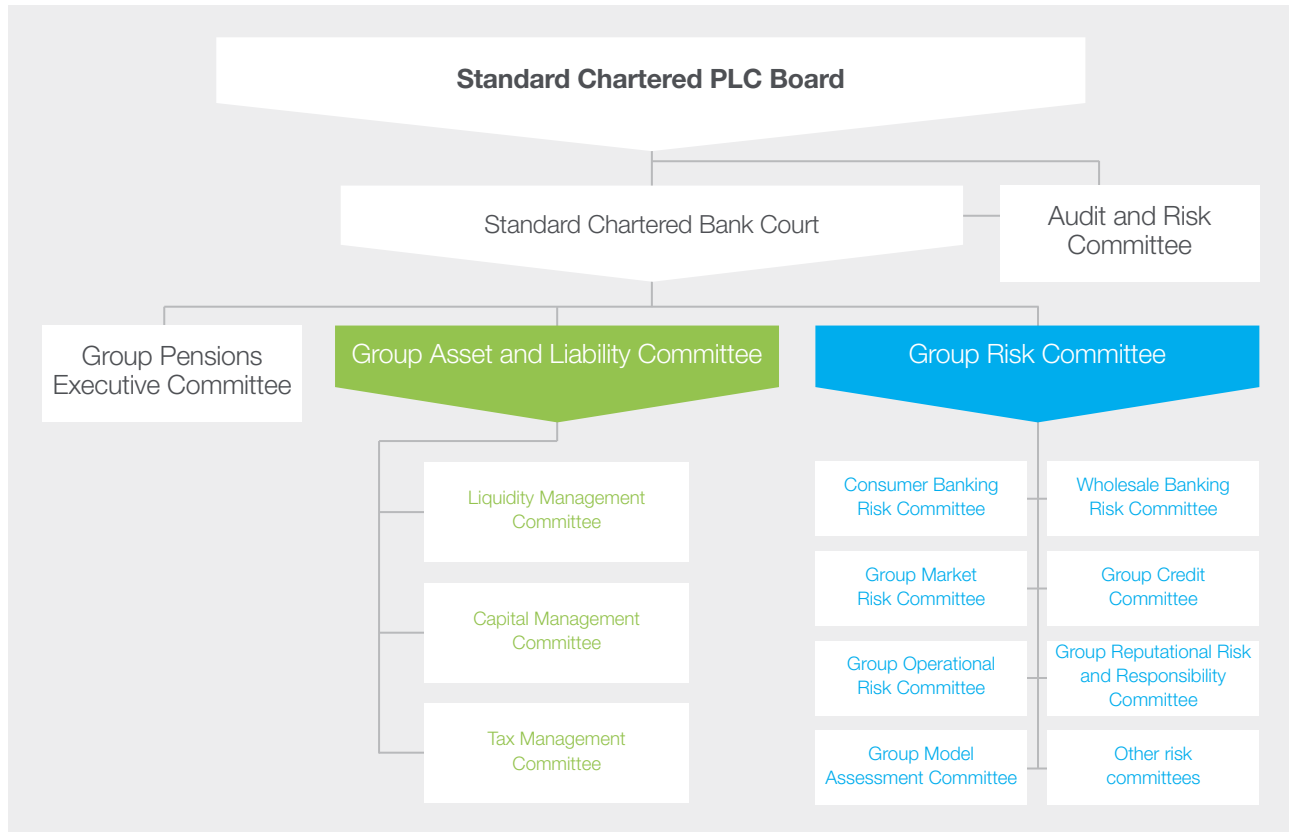 Standard Chartered PLC Board
Standard Chartered Bank Court
Audit and Risk
Committee
Group Pensions
Executive Committee
Group Asset and Liability Committee
Group Risk Committee
Liquidity Management
Committee
Capital Management
Committee
Tax Management
Committee
Consumer Banking
Risk Committee
Wholesale Banking
Risk Committee
Group Market
Risk Committee
Group Credit
Committee
Group Operational
Risk Committee
Group Reputational Risk
and Responsibility
Committee
Group Model
Assessment Committee
Other risk
committees